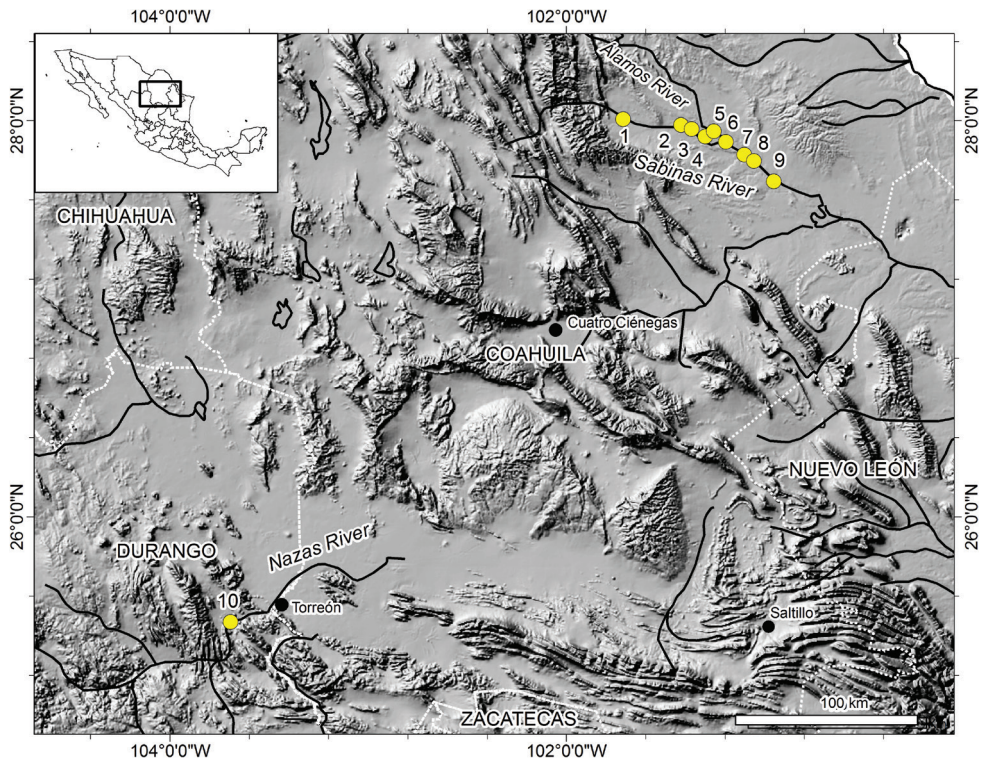 104°0'0"W
102°0'0"W
28°0'0"N
28°0'0"N
Álamos River
1
2
3
4
5
6
7
8
9
Sabinas River
CHIHUAHUA
Cuatro Ciénegas
COAHUILA
NUEVO LEÓN
26°0'0"N
26°0'0"N
Nazas River
DURANGO
10
Torreón
Saltillo
ZACATECAS
100 km
104°0'0"W
102°0'0"W